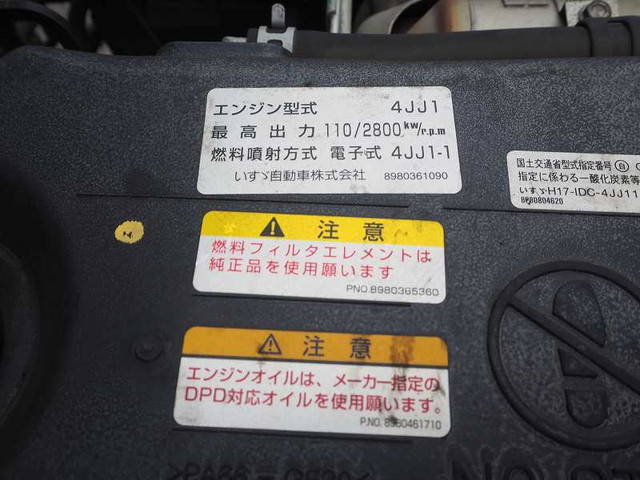 エンジン型式 4JJ1
最高出力 110/2800 kw/r.p.m
燃料噴射方式 電子式 4JJ1-1
いすゞ自動車株式会社 8980361090
国土交通省型式指定番号
指定に係わる一酸化炭素等
いすゞH17-IDC-4JJ11
8980804620
注意
燃料フィルタエレメントは
純正品を使用願います
PNO.8980365360
注意
エンジンオイルは、メーカー指定の
DPD対応オイルを使用願います。
P.NO.8980461710